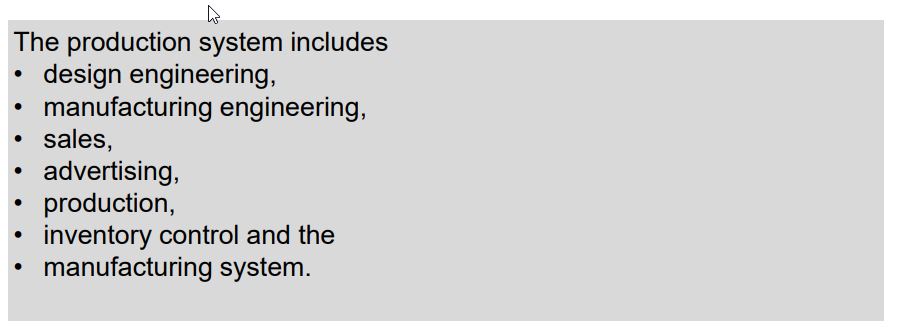 The production system includes
• design engineering,
• manufacturing engineering,
• sales,
• advertising,
• production,
• inventory control and the
• manufacturing system.